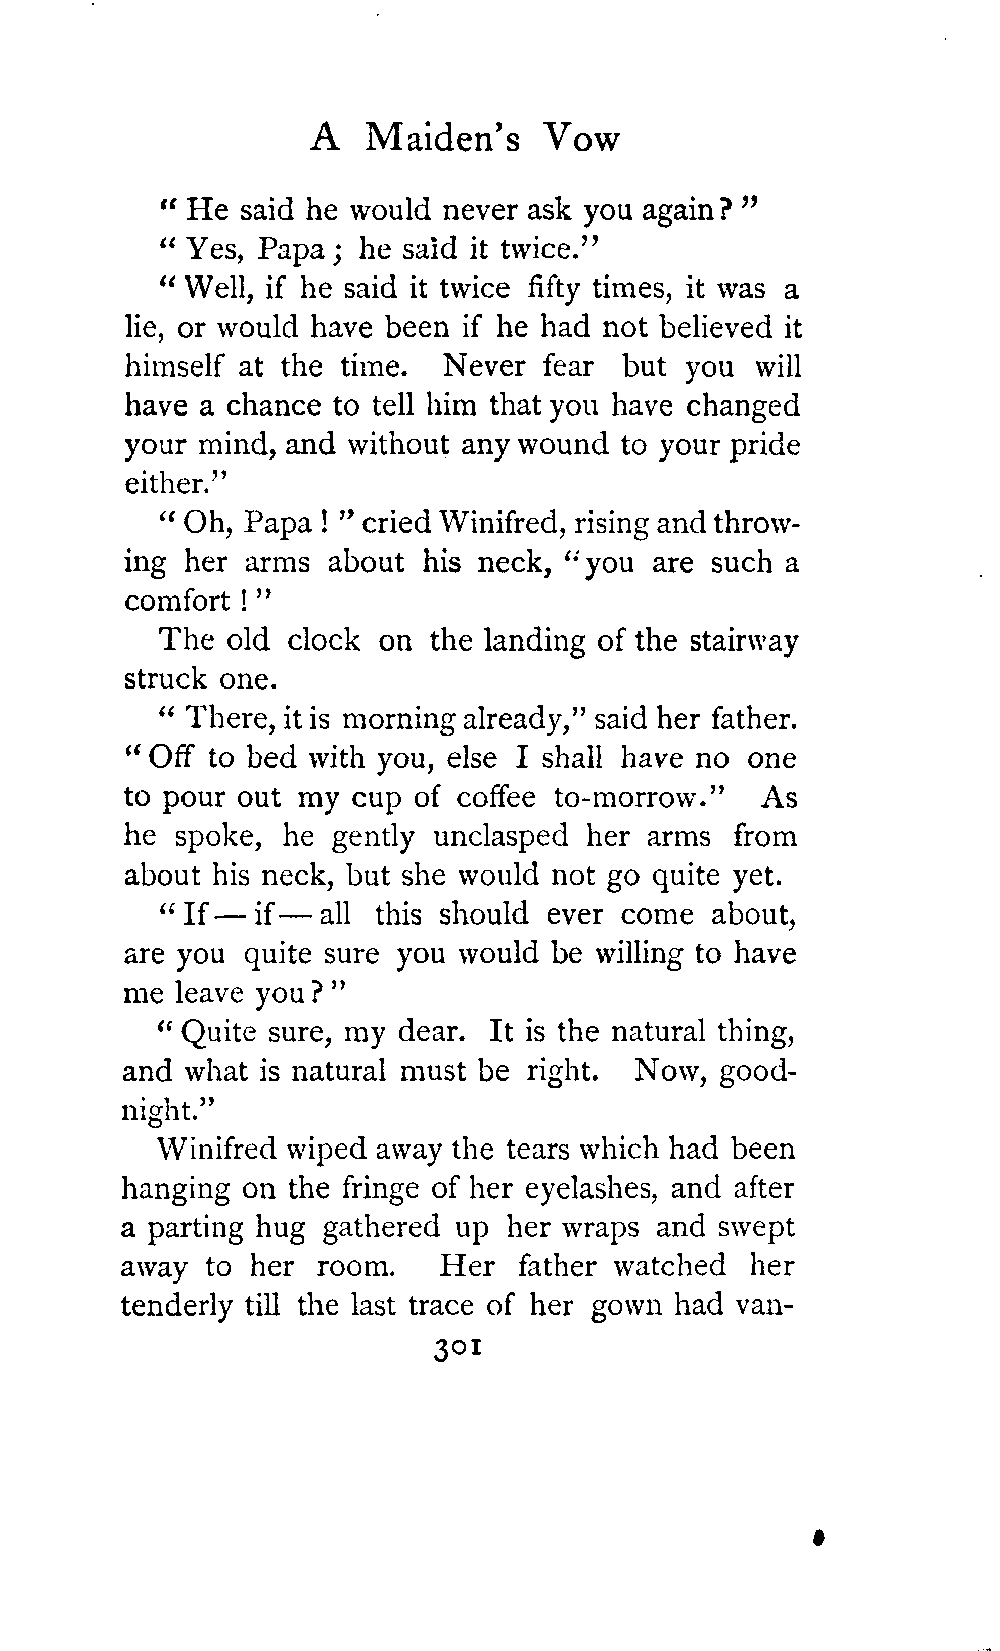 A Maiden's Vow
“ He said he would never ask you again ? ”
“ Yes, Papa ; he said it twice.”
“ Well, if he said it twice fifty times, it was a
lie, or would have been if he had not believed it
himself at the time. Never fear but you will
have a chance to tell him that you have changed
your mind, and without any wound to your pride
either.”
“ Oh, Papa ! ” cried Winifred, rising and throw-
ing her arms about his neck, “ you are such a
comfort ! ”
The old clock on the landing of the stairway
struck one.
“ There, it is morning already,” said her father.
“ Off to bed with you, else I shall have no one
to pour out my cup of coffee to-morrow.” As
he spoke, he gently unclasped her arms from
about his neck, but she would not go quite yet.
“ If — if — all this should ever come about,
are you quite sure you would be willing to have
me leave you ? ”
“ Quite sure, my dear. It is the natural thing,
and what is natural must be right. Now, good-
night.”
Winifred wiped away the tears which had been
hanging on the fringe of her eyelashes, and after
a parting hug gathered up her wraps and swept
away to her room. Her father watched her
tenderly till the last trace of her gown had van-
301